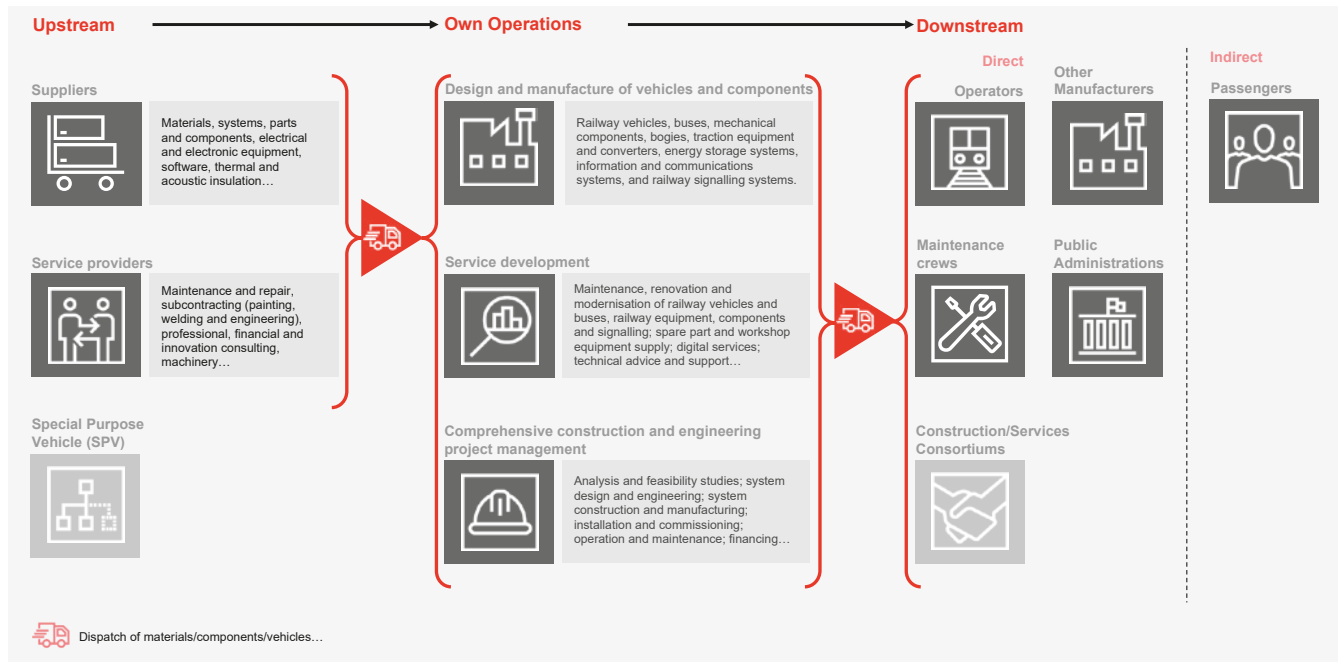 Upstream
Own Operations
Downstream
Direct
Indirect
Suppliers
Materials, systems, parts
and components, electrical
and electronic equipment,
software, thermal and
acoustic insulation…
Service providers
Maintenance and repair,
subcontracting (painting,
welding and engineering),
professional, financial and
innovation consulting,
machinery…
Special Purpose
Vehicle (SPV)
Design and manufacture of vehicles and components
Railway vehicles, buses, mechanical
components, bogies, traction equipment
and converters, energy storage systems,
information and communications
systems, and railway signalling systems.
Service development
Maintenance, renovation and
modernisation of railway vehicles and
buses, railway equipment, components
and signalling; spare part and workshop
equipment supply; digital services;
technical advice and support…
Comprehensive construction and engineering
project management
Analysis and feasibility studies; system
design and engineering; system
construction and manufacturing;
installation and commissioning;
operation and maintenance; financing…
Operators
Other
Manufacturers
Passengers
Maintenance
crews
Public
Administrations
Construction/Services
Consortiums
Dispatch of materials/components/vehicles…